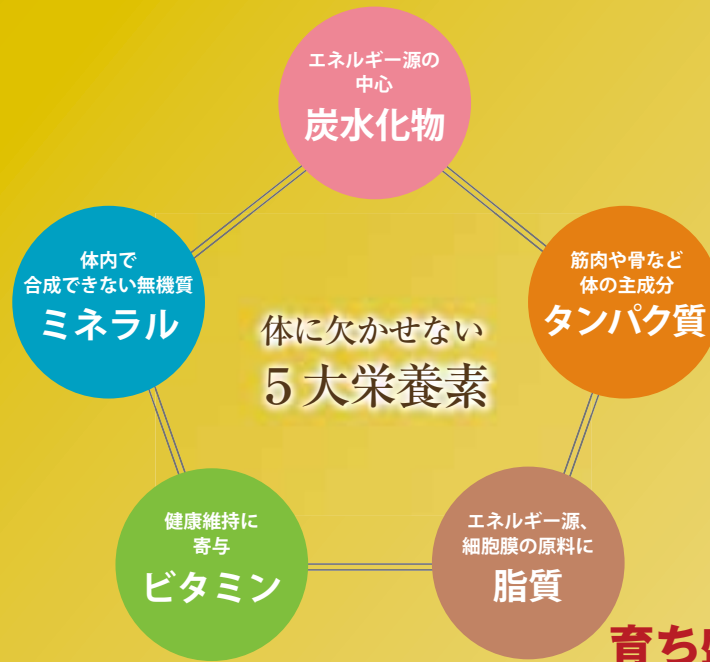 エネルギー源の
中心
炭水化物
体内で
合成できない無機質
ミネラル
筋肉や骨など
体の主成分
タンパク質
体に欠かせない
５大栄養素
健康維持に
寄与
ビタミン
エネルギー源、
細胞膜の原料に
脂質
育ち